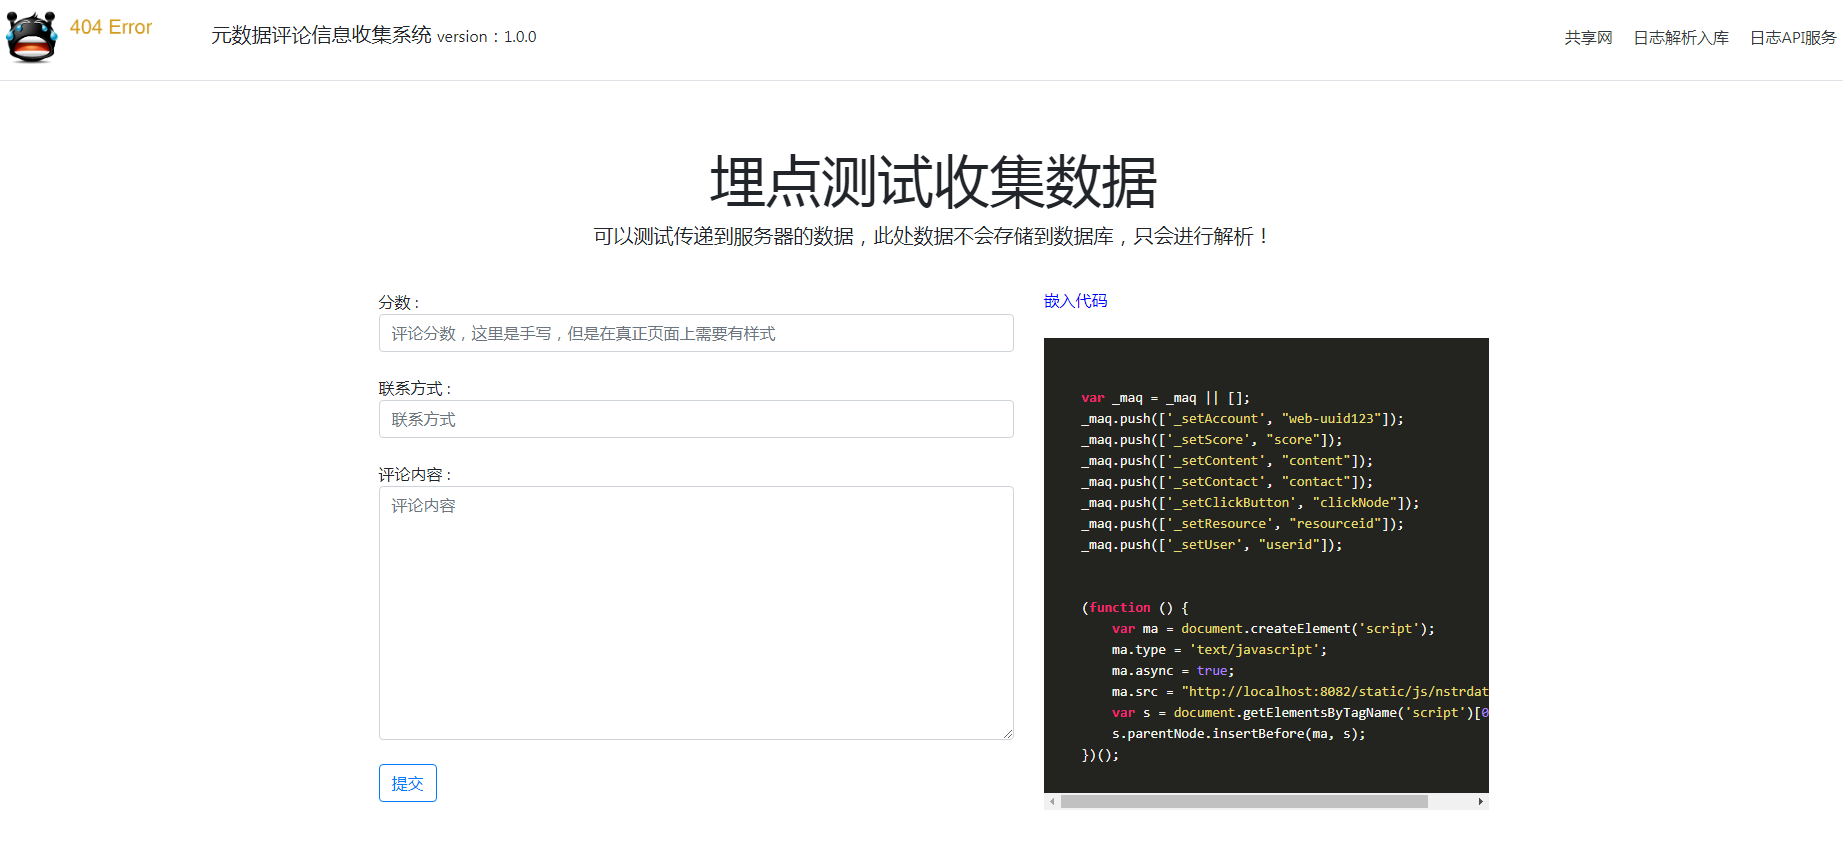 404 Error
元数据评论信息收集系统 version：1.0.0
共享网 日志解析入库 日志API服务
埋点测试收集数据
可以测试传递到服务器的数据，此处数据不会存储到数据库，只会进行解析！
分数：
评论分数，这里是手写，但是在真正页面上需要有样式
联系方式：
联系方式
评论内容：
评论内容
提交
嵌入代码
var _maq = _maq || [];
_maq.push(['_setAccount', "web-uuid123"]);
_maq.push(['_setScore', "score"]);
_maq.push(['_setContent', "content"]);
_maq.push(['_setContact', "contact"]);
_maq.push(['_setClickButton', "clickNode"]);
_maq.push(['_setResource', "resourceid"]);
_maq.push(['_setUser', "userid"]);
(function () {
var ma = document.createElement('script');
ma.type = 'text/javascript';
ma.async = true;
ma.src = "http://localhost:8082/static/js/nstrdat
var s = document.getElementsByTagName('script')[0
s.parentNode.insertBefore(ma, s);
})();